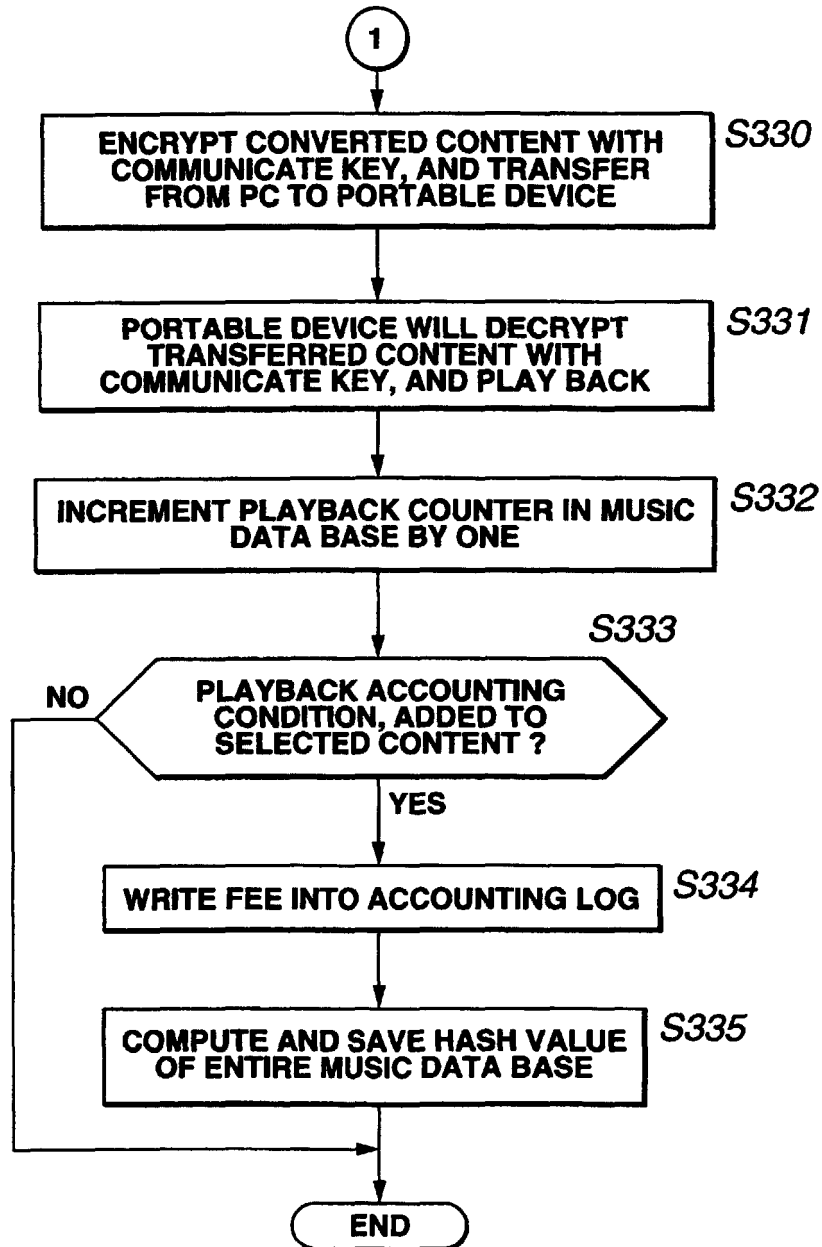 1
ENCRYPT CONVERTED CONTENT WITH
COMMUNICATE KEY, AND TRANSFER
FROM PC TO PORTABLE DEVICE
S330
PORTABLE DEVICE WILL DECRYPT
TRANSFERRED CONTENT WITH
COMMUNICATE KEY, AND PLAY BACK
S331
INCREMENT PLAYBACK COUNTER IN MUSIC
DATA BASE BY ONE
S332
S333
NO
PLAYBACK ACCOUNTING
CONDITION, ADDED TO
SELECTED CONTENT ?
YES
WRITE FEE INTO ACCOUNTING LOG
S334
COMPUTE AND SAVE HASH VALUE
OF ENTIRE MUSIC DATA BASE
S335
END